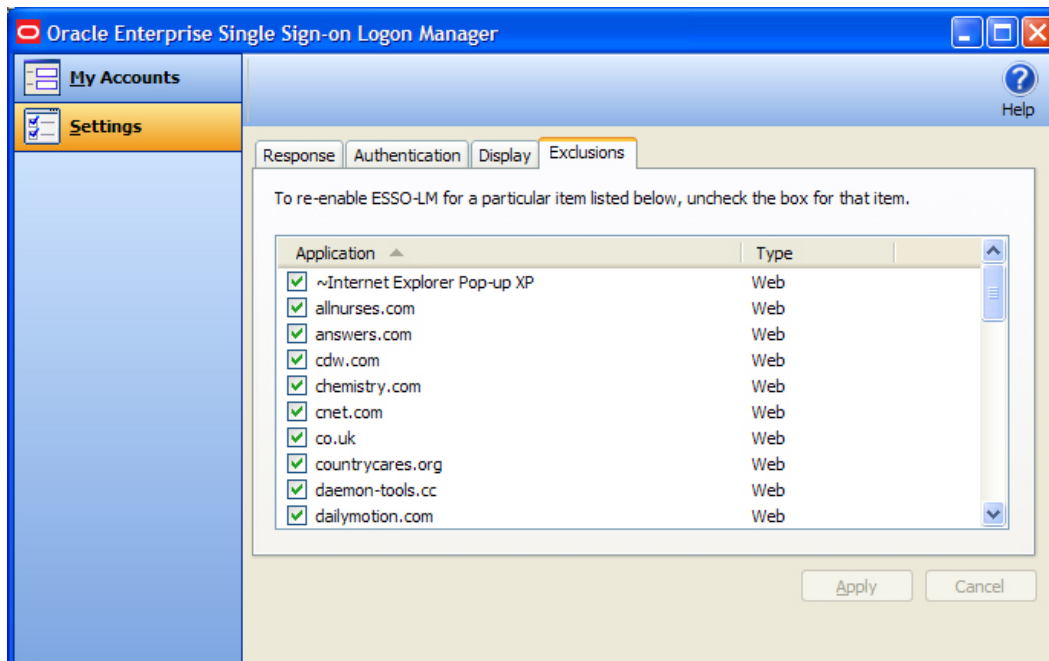 Oracle Enterprise Single Sign-on Logon Manager
My Accounts
Settings
Help
Response Authentication Display Exclusions
To re-enable ESSO-LM for a particular item listed below, uncheck the box for that item.
Application Type
~Internet Explorer Pop-up XP Web
allnurses.com Web
answers.com Web
cdw.com Web
chemistry.com Web
cnet.com Web
co.uk Web
countrycares.org Web
daemon-tools.cc Web
dailymotion.com Web
Apply Cancel